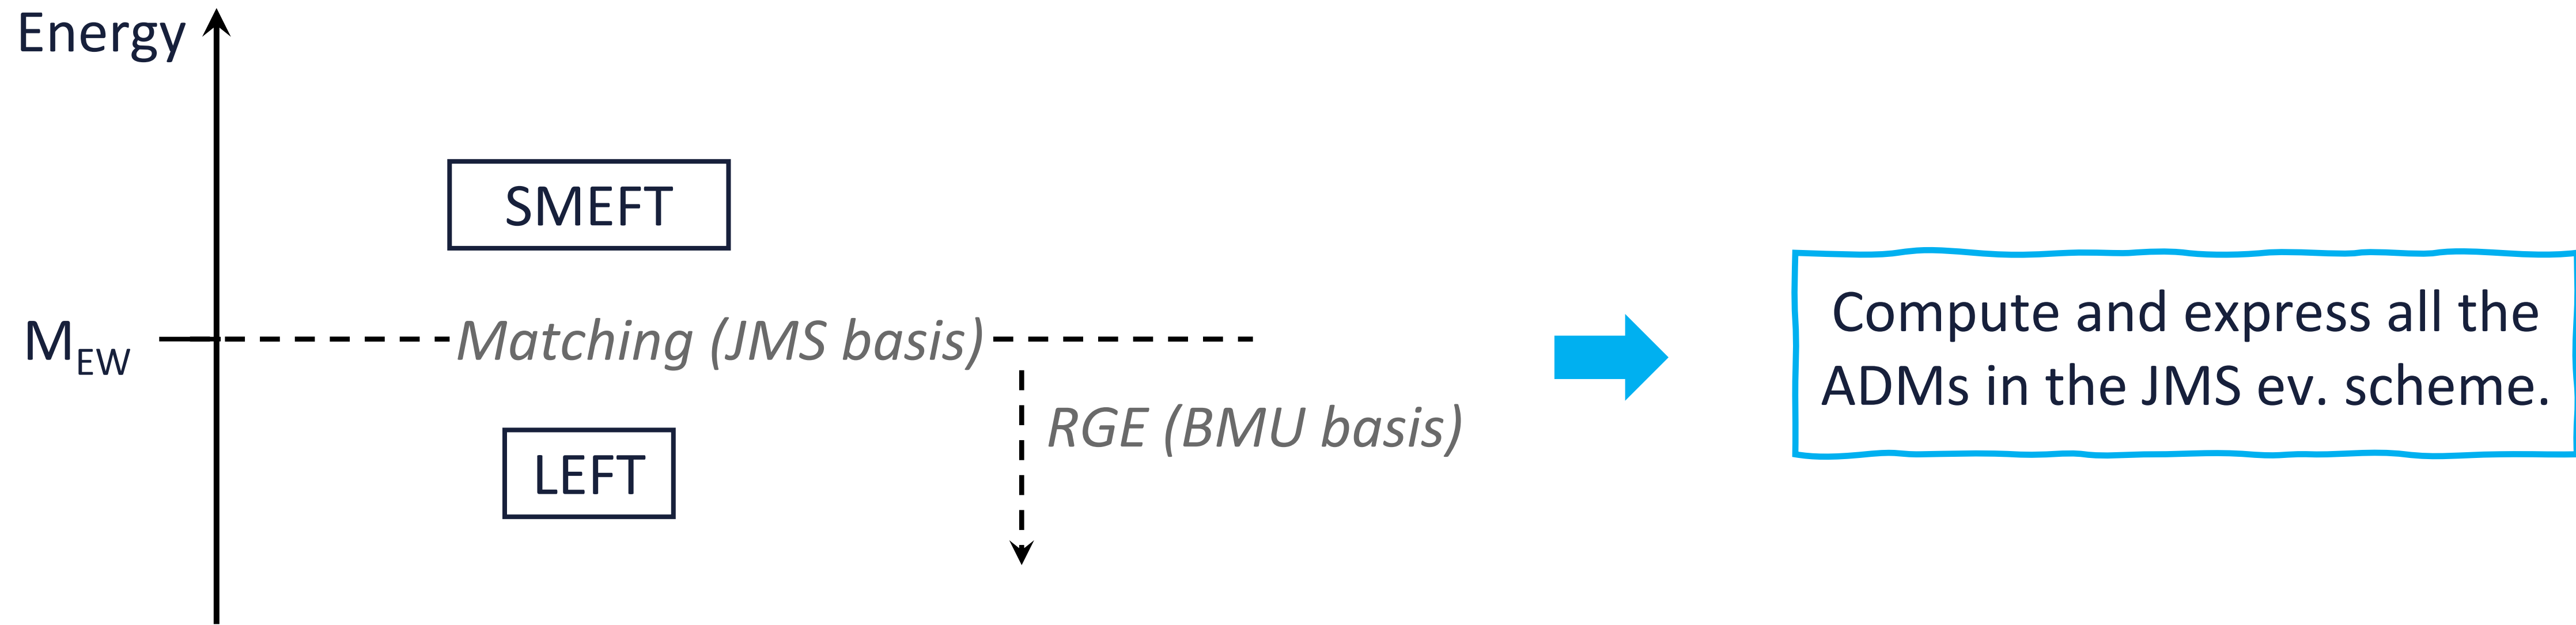 Energy
SMEFT
M_EW
Matching (JMS basis)
RGE (BMU basis)
LEFT
Compute and express all the
ADMs in the JMS ev. scheme.